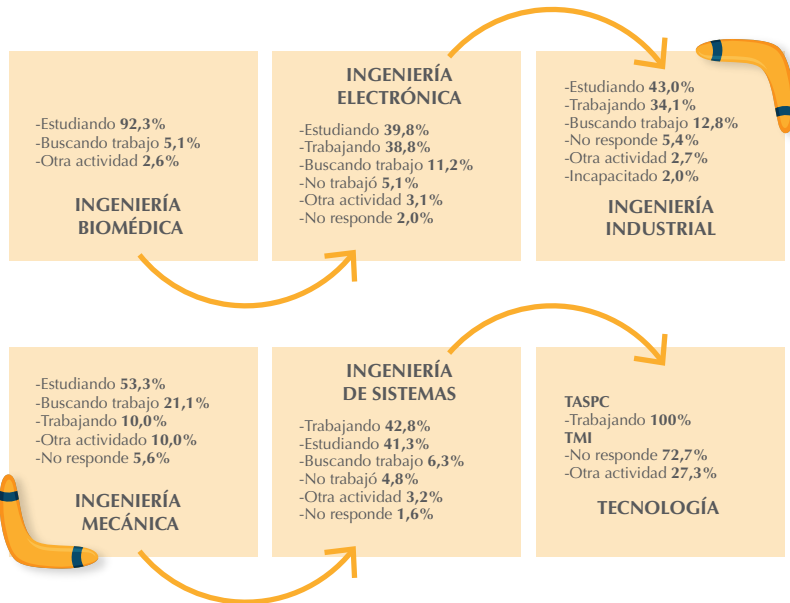 -Estudiando 92,3%
-Buscando trabajo 5,1%
-Otra actividad 2,6%
INGENIERÍA
BIOMÉDICA
INGENIERÍA
ELECTRÓNICA
-Estudiando 39,8%
-Trabajando 38,8%
-Buscando trabajo 11,2%
-No trabajó 5,1%
-Otra actividad 3,1%
-No responde 2,0%
-Estudiando 43,0%
-Trabajando 34,1%
-Buscando trabajo 12,8%
-No responde 5,4%
-Otra actividad 2,7%
-Incapacitado 2,0%
INGENIERÍA
INDUSTRIAL
-Estudiando 53,3%
-Buscando trabajo 21,1%
-Trabajando 10,0%
-Otra actividado 10,0%
-No responde 5,6%
INGENIERÍA
MECÁNICA
INGENIERÍA
DE SISTEMAS
-Trabajando 42,8%
-Estudiando 41,3%
-Buscando trabajo 6,3%
-No trabajó 4,8%
-Otra actividad 3,2%
-No responde 1,6%
TASPC
-Trabajando 100%
TMI
-No responde 72,7%
-Otra actividad 27,3%
TECNOLOGÍA